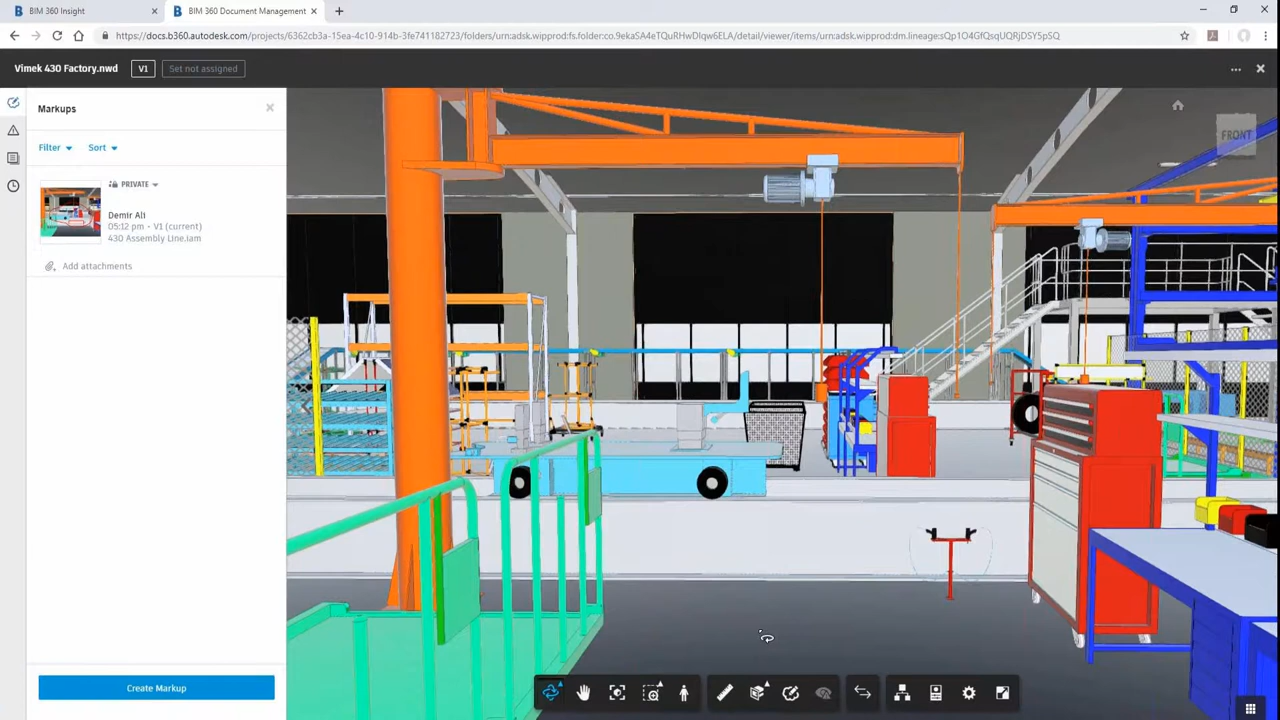 BIM 360 Insight
BIM 360 Document Management
https://docs.b360.autodesk.com/projects/6362cb3a-15ea-4c10-914b-3fe741182723/folders/urn:adsk.wipprod:fs.folder:co.9ekaSA4eTQuRHwDlqw6ELA/detail/viewer/items/urn:adsk.wipprod:dm.lineage:sQp1O4GfQsqUQRjDSY5pSQ
Vimek 430 Factory.nwd
V1
Set not assigned
Markups
Filter
Sort
PRIVATE
Demir Ali
05:12 pm - V1 (current)
430 Assembly Line.iam
Add attachments
Create Markup
FRONT